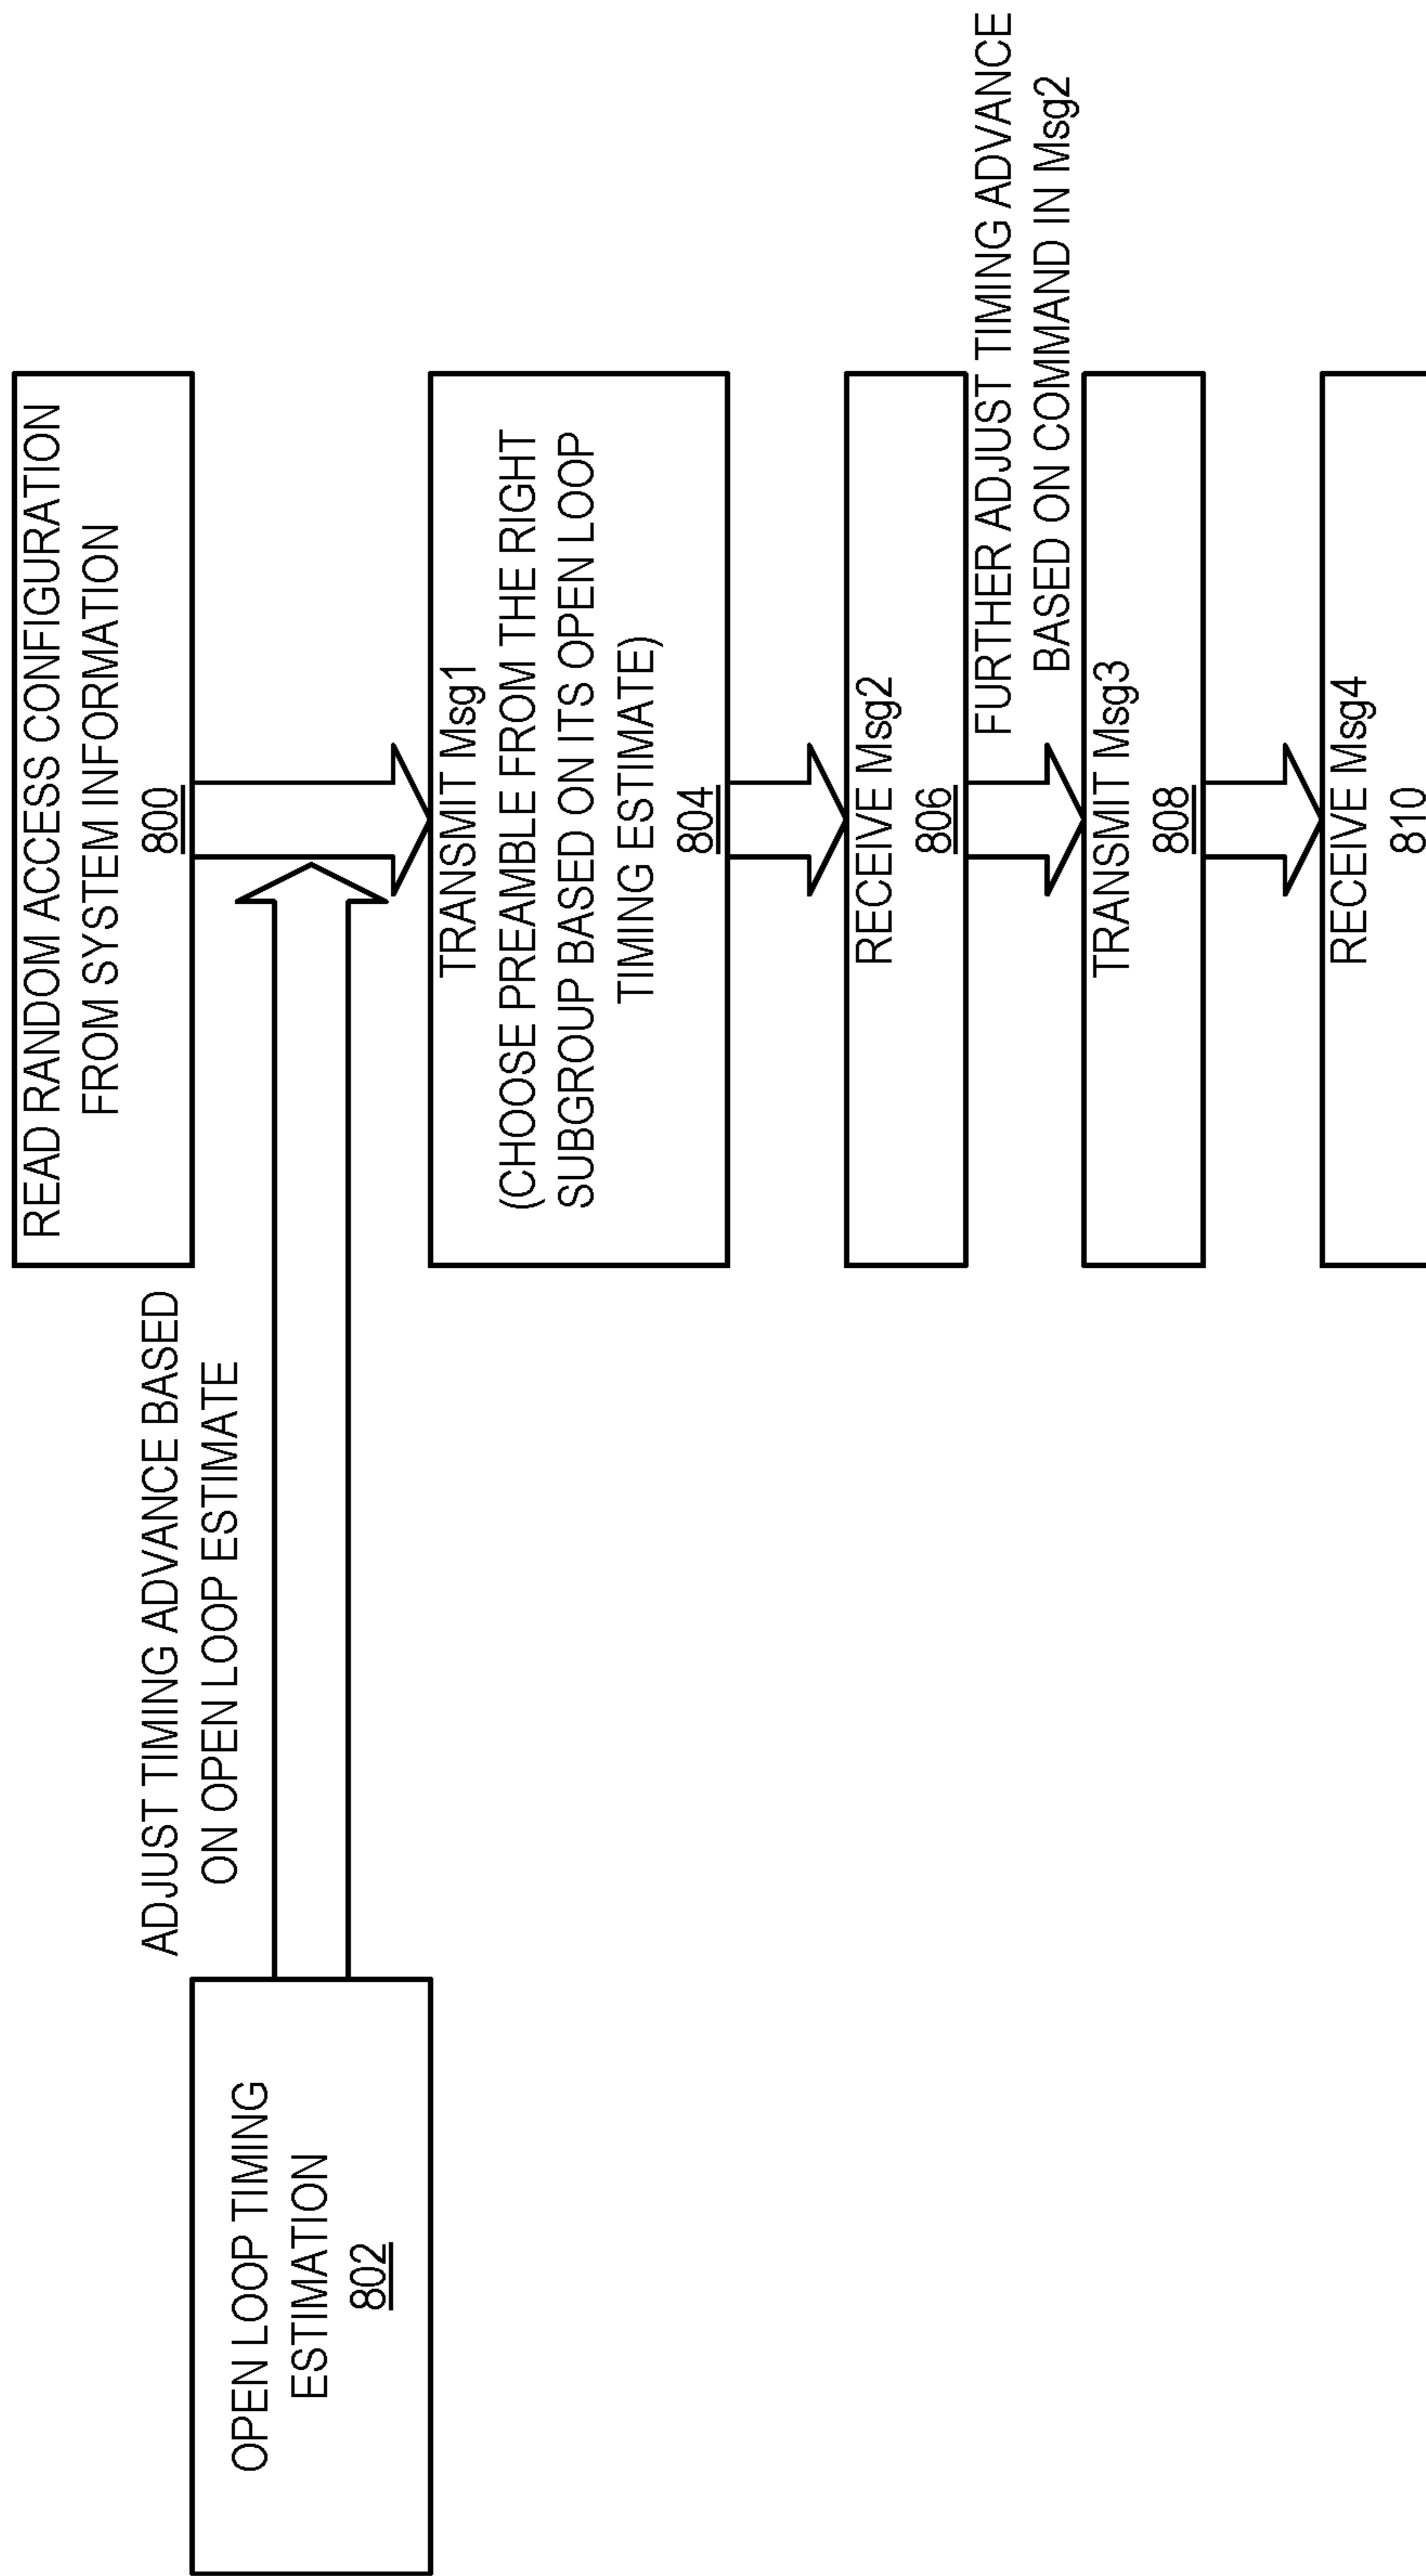 READ RANDOM ACCESS CONFIGURATION
FROM SYSTEM INFORMATION
800
ADJUST TIMING ADVANCE BASED
ON OPEN LOOP ESTIMATE
OPEN LOOP TIMING
ESTIMATION
802
TRANSMIT Msg1
(CHOOSE PREAMBLE FROM THE RIGHT
SUBGROUP BASED ON ITS OPEN LOOP
TIMING ESTIMATE)
804
RECEIVE Msg2
806
FURTHER ADJUST TIMING ADVANCE
BASED ON COMMAND IN Msg2
TRANSMIT Msg3
808
RECEIVE Msg4
810